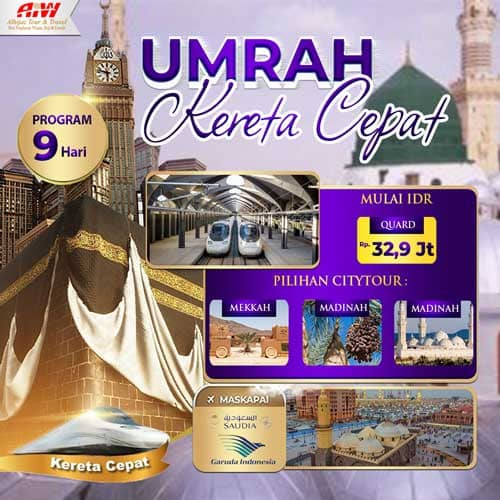 AHW
Alhijaz Tour & Travel
UMRAH
Kereta Cepat
PROGRAM
9 Hari
MULAI IDR
QUARD
Rp. 32,9 Jt
PILIHAN CITYTOUR :
MEKKAH
MADINAH
MADINAH
MASKAPAI
السعودية
SAUDIA
Garuda Indonesia
Kereta Cepat